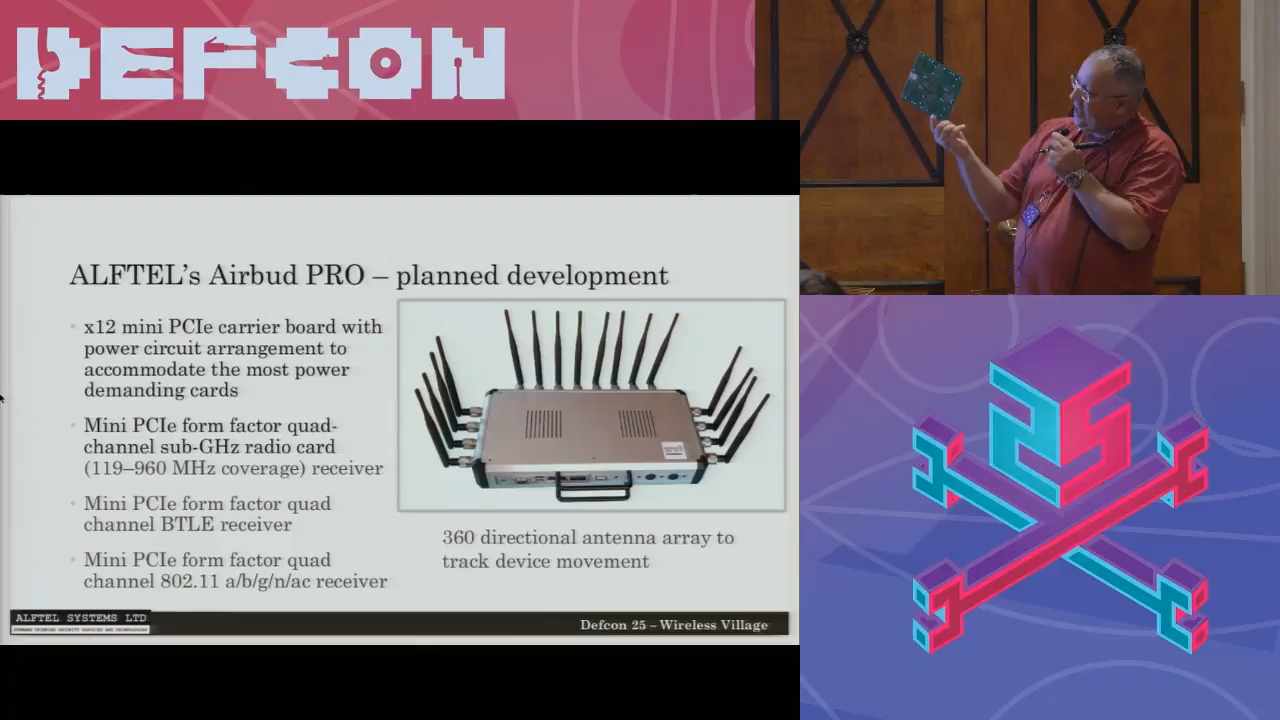 DEFCON
ALFTEL's Airbud PRO – planned development
• x12 mini PCIe carrier board with
power circuit arrangement to
accommodate the most power
demanding cards
• Mini PCIe form factor quad-
channel sub-GHz radio card
(119–960 MHz coverage) receiver
• Mini PCIe form factor quad
channel BTLE receiver
• Mini PCIe form factor quad
channel 802.11 a/b/g/n/ac receiver
360 directional antenna array to
track device movement
ALFTEL SYSTEMS LTD
Defcon 25 – Wireless Village
25